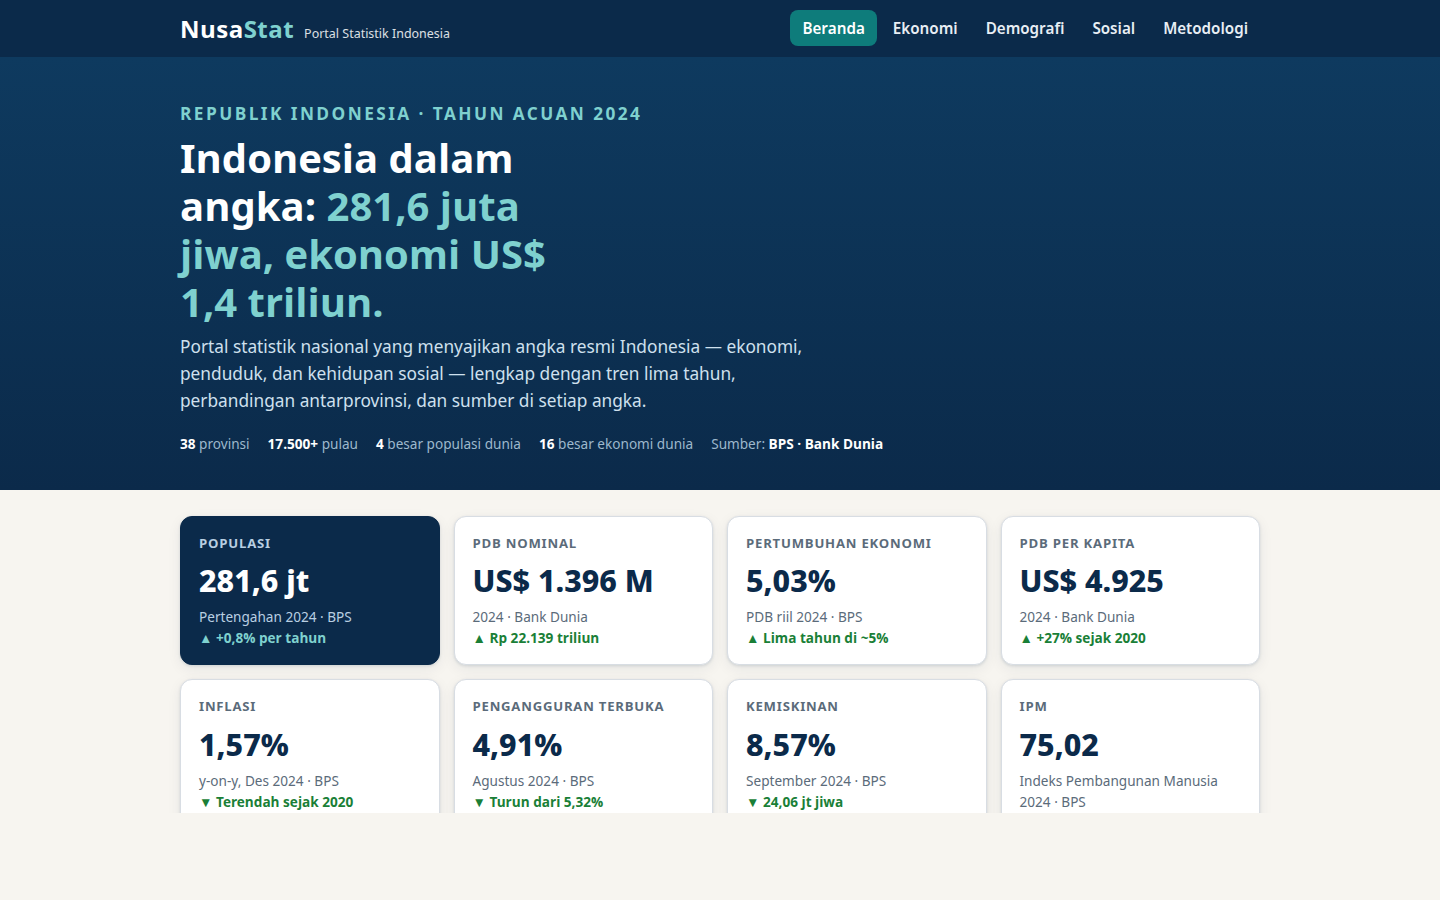 NusaStat Portal Statistik Indonesia
Beranda Ekonomi Demografi Sosial Metodologi
REPUBLIK INDONESIA · TAHUN ACUAN 2024
Indonesia dalam
angka: 281,6 juta
jiwa, ekonomi US$
1,4 triliun.
Portal statistik nasional yang menyajikan angka resmi Indonesia — ekonomi,
penduduk, dan kehidupan sosial — lengkap dengan tren lima tahun,
perbandingan antarprovinsi, dan sumber di setiap angka.
38 provinsi 17.500+ pulau 4 besar populasi dunia 16 besar ekonomi dunia Sumber: BPS · Bank Dunia
POPULASI
281,6 jt
Pertengahan 2024 · BPS
▲ +0,8% per tahun
PDB NOMINAL
US$ 1.396 M
2024 · Bank Dunia
▲ Rp 22.139 triliun
PERTUMBUHAN EKONOMI
5,03%
PDB riil 2024 · BPS
▲ Lima tahun di ~5%
PDB PER KAPITA
US$ 4.925
2024 · Bank Dunia
▲ +27% sejak 2020
INFLASI
1,57%
y-on-y, Des 2024 · BPS
▼ Terendah sejak 2020
PENGANGGURAN TERBUKA
4,91%
Agustus 2024 · BPS
▼ Turun dari 5,32%
KEMISKINAN
8,57%
September 2024 · BPS
▼ 24,06 jt jiwa
IPM
75,02
Indeks Pembangunan Manusia
2024 · BPS